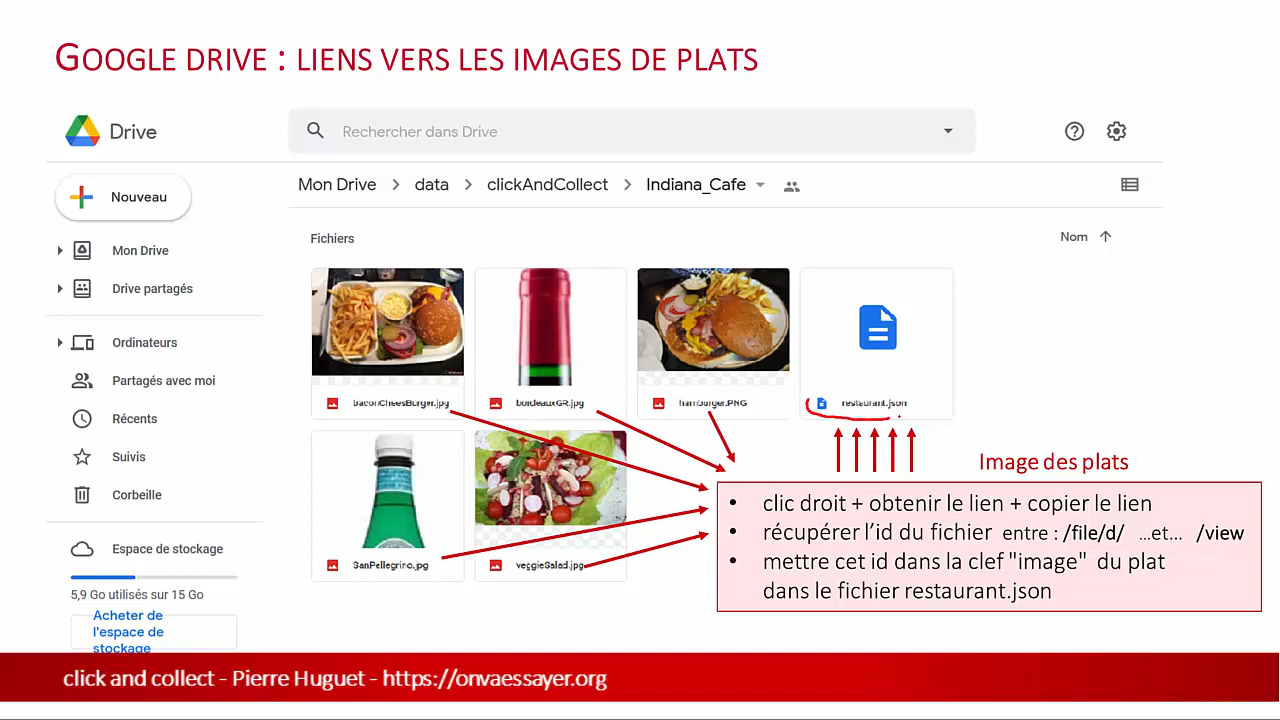 GOOGLE DRIVE : LIENS VERS LES IMAGES DE PLATS
Drive
Rechercher dans Drive
Nouveau
Mon Drive > data > clickAndCollect > Indiana_Cafe
Mon Drive
Drive partagés
Ordinateurs
Partagés avec moi
Récents
Suivis
Corbeille
Espace de stockage
5,9 Go utilisés sur 15 Go
Acheter de
l'espace de
stockage
Fichiers
Nom
baconCheesBurger.jpg
bordeauxGR.jpg
hamburger.PNG
restaurant.json
SanPellegrino.jpg
veggieSalad.jpg
Image des plats
• clic droit + obtenir le lien + copier le lien
• récupérer l’id du fichier entre : /file/d/ …et… /view
• mettre cet id dans la clef "image" du plat
dans le fichier restaurant.json
click and collect - Pierre Huguet - https://onvaessayer.org